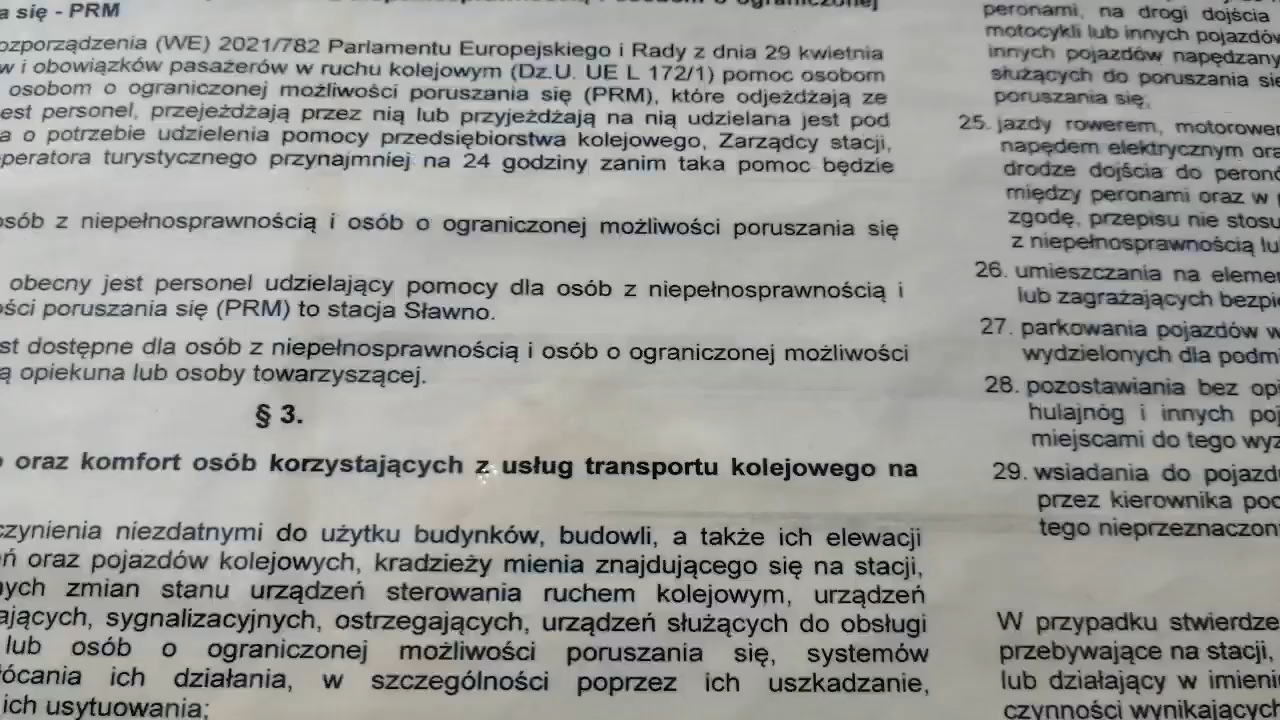 a się - PRM
ozporządzenia (WE) 2021/782 Parlamentu Europejskiego i Rady z dnia 29 kwietnia
w i obowiązków pasażerów w ruchu kolejowym (Dz.U. UE L 172/1) pomoc osobom
osobom o ograniczonej możliwości poruszania się (PRM), które odjeżdżają ze
est personel, przejeżdżają przez nią lub przyjeżdżają na nią udzielana jest pod
a o potrzebie udzielenia pomocy przedsiębiorstwa kolejowego, Zarządcy stacji,
peratora turystycznego przynajmniej na 24 godziny zanim taka pomoc będzie
osób z niepełnosprawnością i osób o ograniczonej możliwości poruszania się
obecny jest personel udzielający pomocy dla osób z niepełnosprawnością i
ości poruszania się (PRM) to stacja Sławno.
st dostępne dla osób z niepełnosprawnością i osób o ograniczonej możliwości
ą opiekuna lub osoby towarzyszącej.
§ 3.
o oraz komfort osób korzystających z usług transportu kolejowego na
czynienia niezdatnymi do użytku budynków, budowli, a także ich elewacji
ń oraz pojazdów kolejowych, kradzieży mienia znajdującego się na stacji,
nych zmian stanu urządzeń sterowania ruchem kolejowym, urządzeń
ających, sygnalizacyjnych, ostrzegających, urządzeń służących do obsługi
lub osób o ograniczonej możliwości poruszania się, systemów
łócania ich działania, w szczególności poprzez ich uszkadzanie,
ich usytuowania;
peronami, na drogi dojścia
motocykli lub innych pojazdów
innych pojazdów napędzany
służących do poruszania się
poruszania się,
25. jazdy rowerem, motorower
napędem elektrycznym ora
drodze dojścia do peronó
między peronami oraz w
zgodę, przepisu nie stosu
z niepełnosprawnością lu
26. umieszczania na elemen
lub zagrażających bezpie
27. parkowania pojazdów w
wydzielonych dla podmi
28. pozostawiania bez opi
hulajnóg i innych poj
miejscami do tego wyz
29. wsiadania do pojazdu
przez kierownika poc
tego nieprzeznaczon
W przypadku stwierdze
przebywające na stacji,
lub działający w imieniu
czynności wynikających